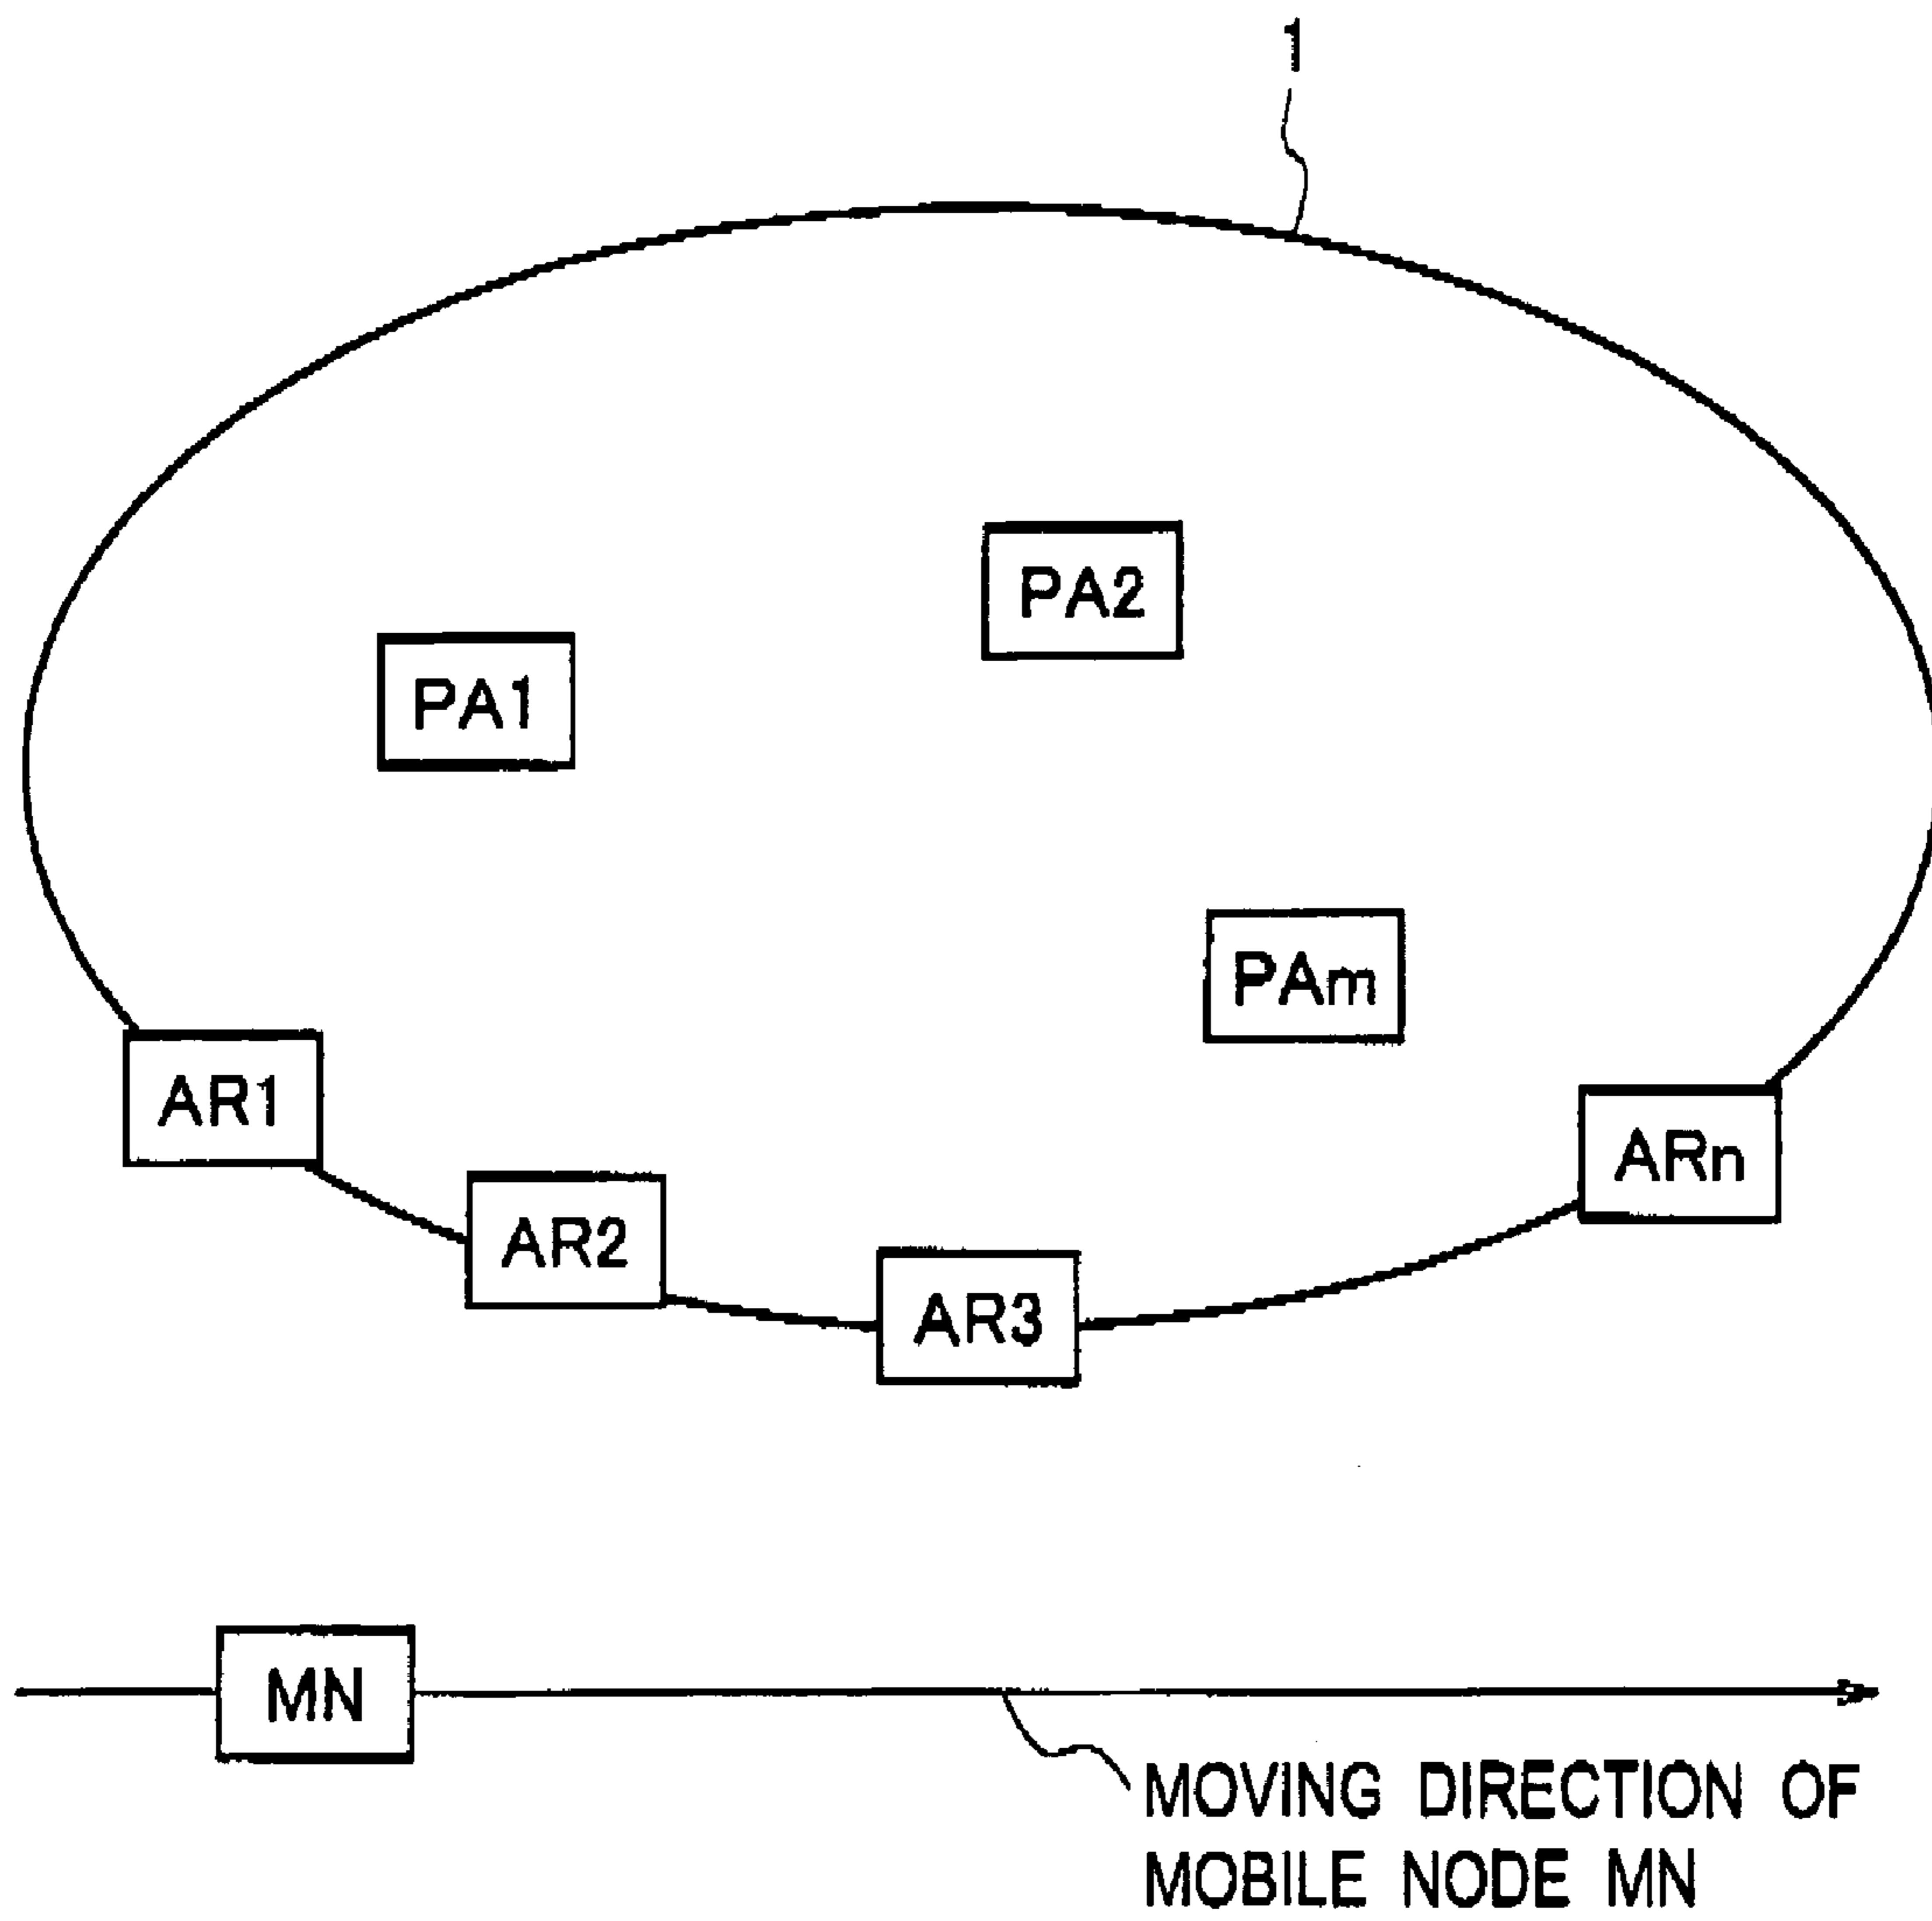 1
PA2
PA1
PAm
AR1
ARn
AR2
AR3
MN
MOVING DIRECTION OF
MOBILE NODE MN